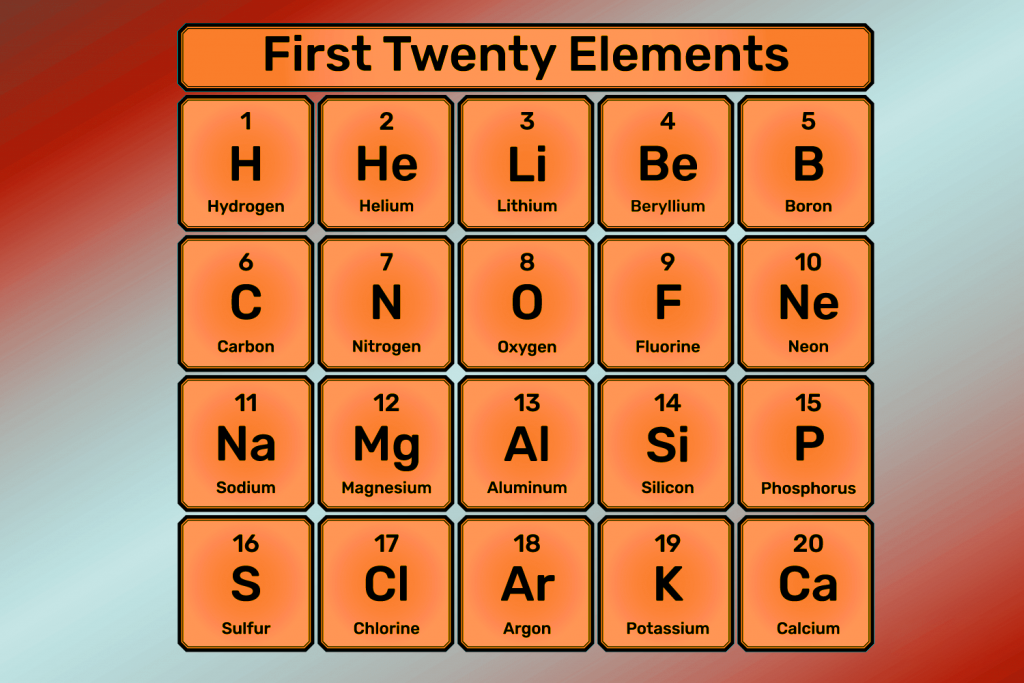 First Twenty Elements
1 2 3 4 5
H He Li Be B
Hydrogen Helium Lithium Beryllium Boron
6 7 8 9 10
C N O F Ne
Carbon Nitrogen Oxygen Fluorine Neon
11 12 13 14 15
Na Mg Al Si P
Sodium Magnesium Aluminum Silicon Phosphorus
16 17 18 19 20
S Cl Ar K Ca
Sulfur Chlorine Argon Potassium Calcium